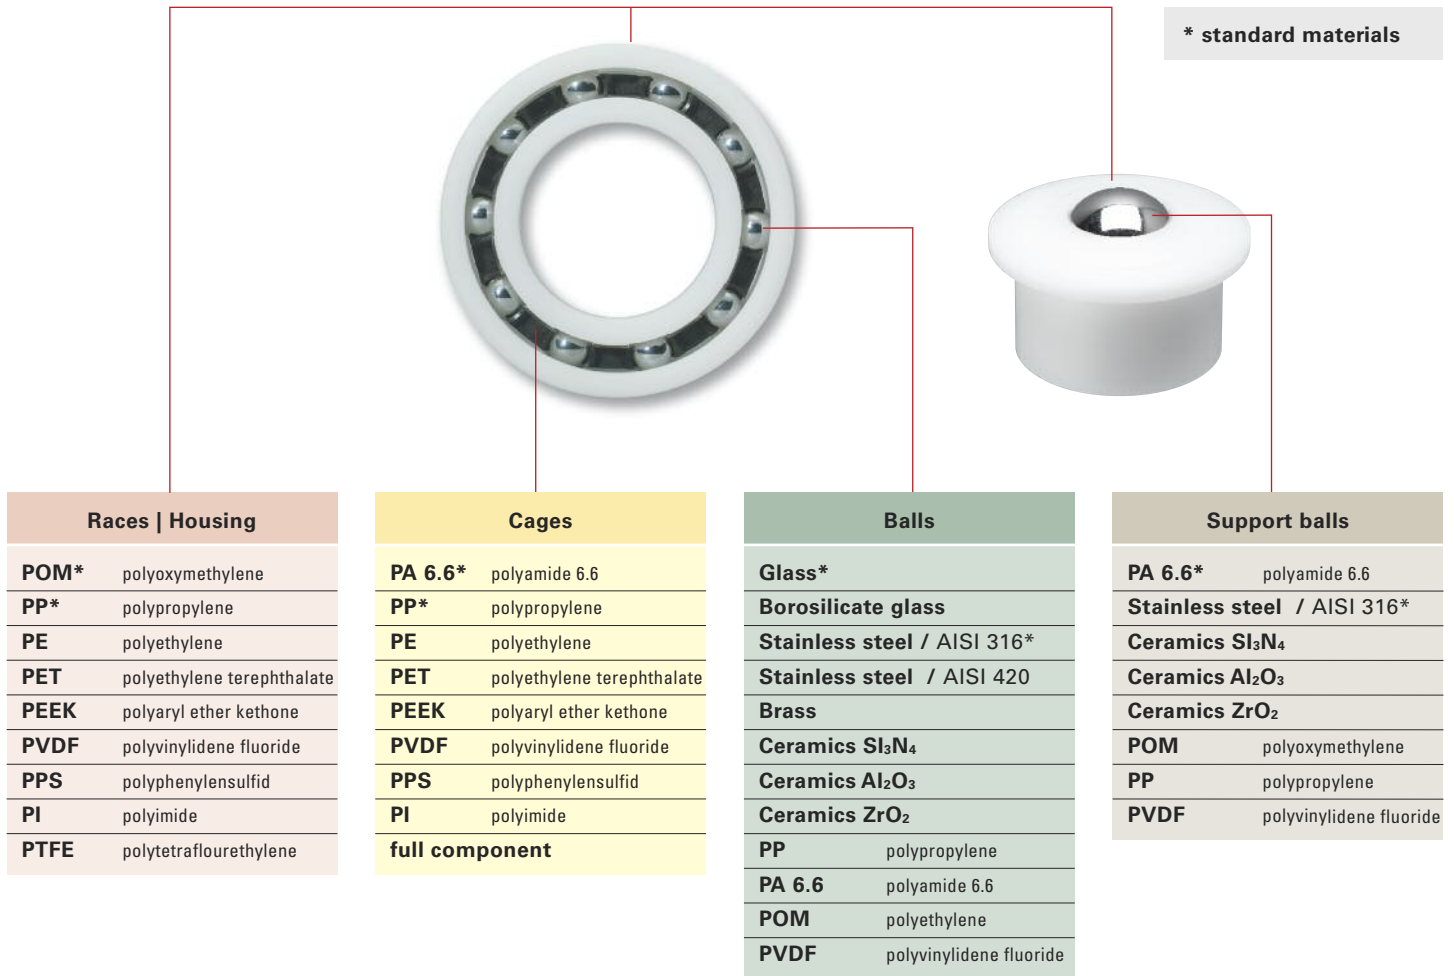 * standard materials
Races | Housing
POM* polyoxymethylene
PP* polypropylene
PE polyethylene
PET polyethylene terephthalate
PEEK polyaryl ether kethone
PVDF polyvinylidene fluoride
PPS polyphenylensulfid
PI polyimide
PTFE polytetraflourethylene
Cages
PA 6.6* polyamide 6.6
PP* polypropylene
PE polyethylene
PET polyethylene terephthalate
PEEK polyaryl ether kethone
PVDF polyvinylidene fluoride
PPS polyphenylensulfid
PI polyimide
full component
Balls
Glass*
Borosilicate glass
Stainless steel / AISI 316*
Stainless steel / AISI 420
Brass
Ceramics SI₃N₄
Ceramics Al₂O₃
Ceramics ZrO₂
PP polypropylene
PA 6.6 polyamide 6.6
POM polyethylene
PVDF polyvinylidene fluoride
Support balls
PA 6.6* polyamide 6.6
Stainless steel / AISI 316*
Ceramics SI₃N₄
Ceramics Al₂O₃
Ceramics ZrO₂
POM polyoxymethylene
PP polypropylene
PVDF polyvinylidene fluoride